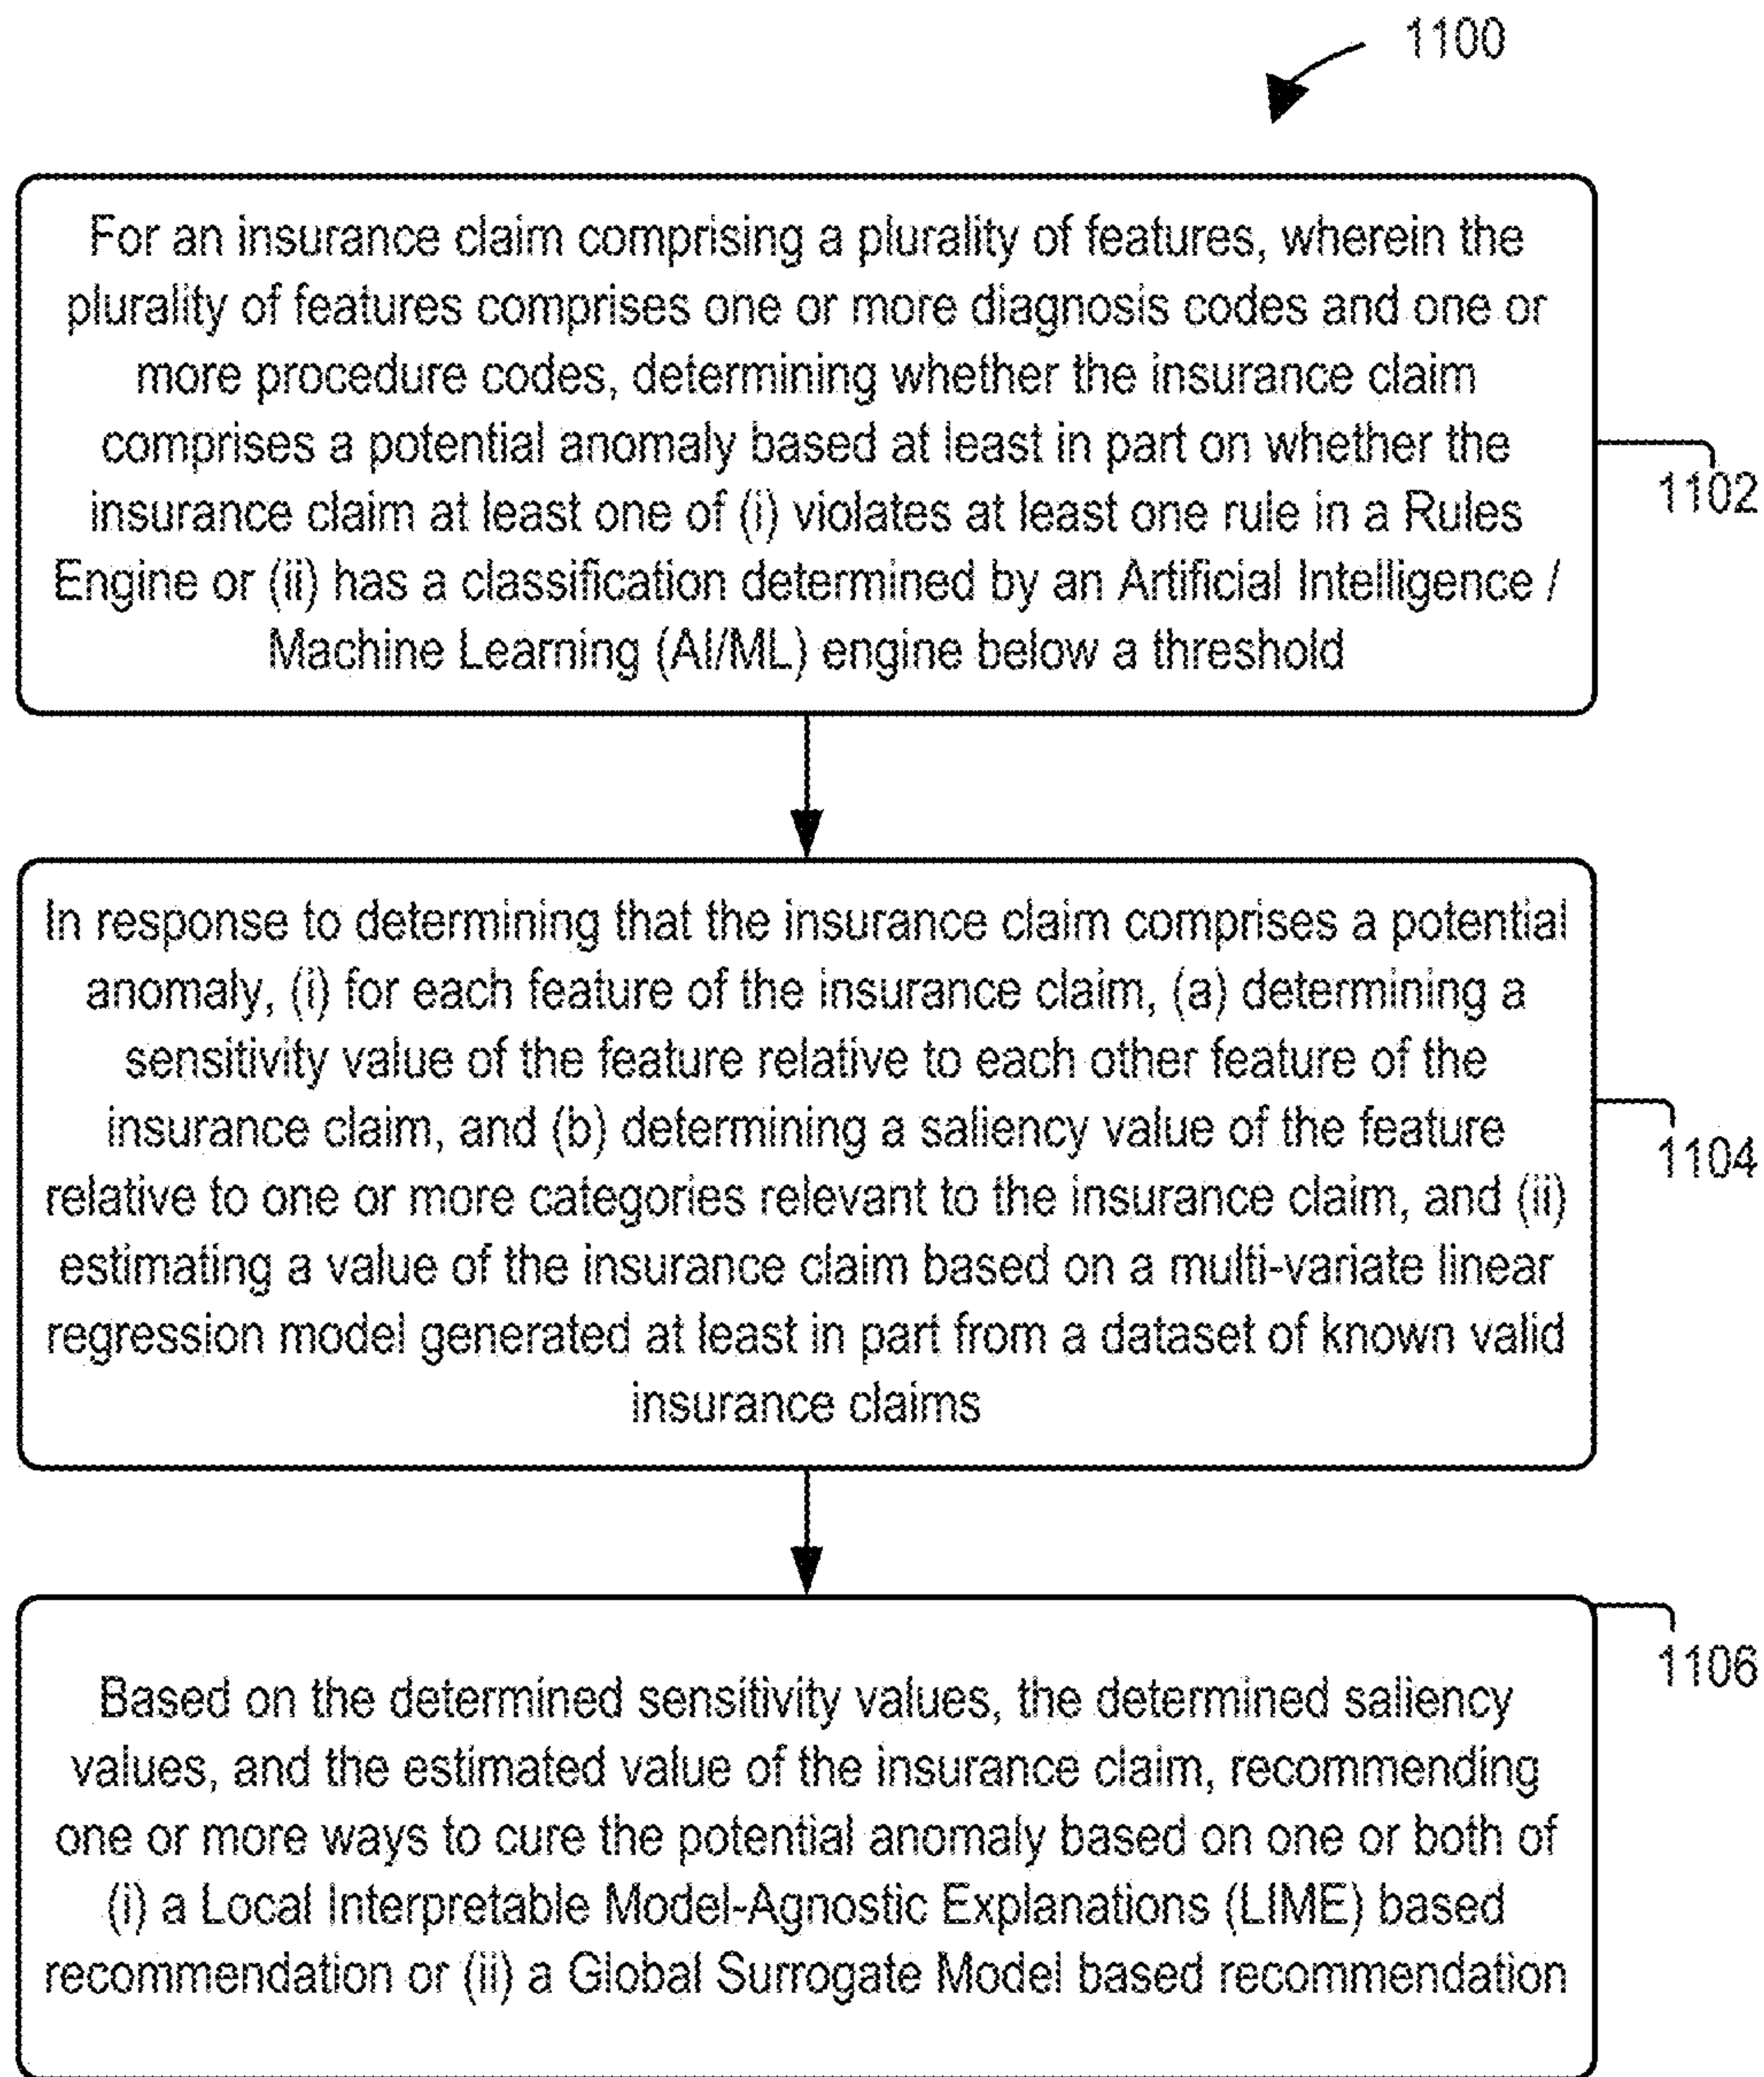 1100
For an insurance claim comprising a plurality of features, wherein the
plurality of features comprises one or more diagnosis codes and one or
more procedure codes, determining whether the insurance claim
comprises a potential anomaly based at least in part on whether the
insurance claim at least one of (i) violates at least one rule in a Rules
Engine or (ii) has a classification determined by an Artificial Intelligence /
Machine Learning (AI/ML) engine below a threshold
1102
In response to determining that the insurance claim comprises a potential
anomaly, (i) for each feature of the insurance claim, (a) determining a
sensitivity value of the feature relative to each other feature of the
insurance claim, and (b) determining a saliency value of the feature
relative to one or more categories relevant to the insurance claim, and (ii)
estimating a value of the insurance claim based on a multi-variate linear
regression model generated at least in part from a dataset of known valid
insurance claims
1104
Based on the determined sensitivity values, the determined saliency
values, and the estimated value of the insurance claim, recommending
one or more ways to cure the potential anomaly based on one or both of
(i) a Local Interpretable Model-Agnostic Explanations (LIME) based
recommendation or (ii) a Global Surrogate Model based recommendation
1106